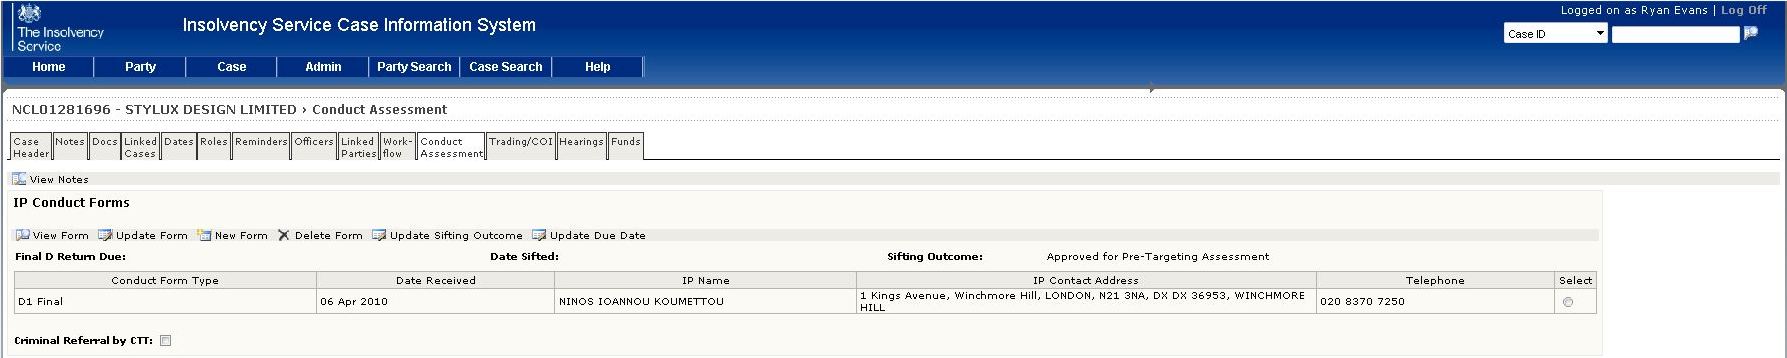 Logged on as Ryan Evans | Log Off
The Insolvency
Service
Insolvency Service Case Information System
Case ID
Home Party Case Admin Party Search Case Search Help
NCL01281696 - STYLUX DESIGN LIMITED › Conduct Assessment
Case Header Notes Docs Linked Cases Dates Roles Reminders Officers Linked Parties Work-flow Conduct Assessment Trading/COI Hearings Funds
View Notes
IP Conduct Forms
View Form Update Form New Form Delete Form Update Sifting Outcome Update Due Date
Final D Return Due: Date Sifted: Sifting Outcome: Approved for Pre-Targeting Assessment
Conduct Form Type Date Received IP Name IP Contact Address Telephone Select
D1 Final 06 Apr 2010 NINOS IOANNOU KOUMETTOU 1 Kings Avenue, Winchmore Hill, LONDON, N21 3NA, DX DX 36953, WINCHMORE HILL 020 8370 7250
Criminal Referral by CTT: